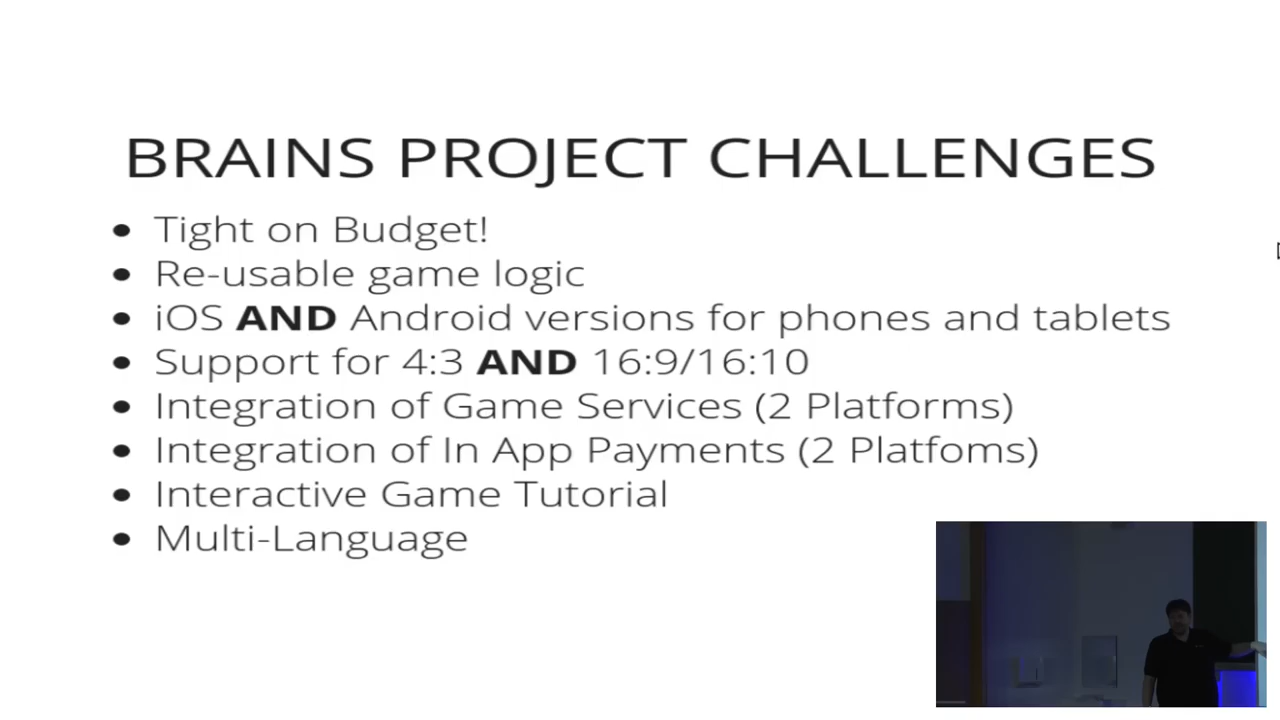 BRAINS PROJECT CHALLENGES
• Tight on Budget!
• Re-usable game logic
• iOS AND Android versions for phones and tablets
• Support for 4:3 AND 16:9/16:10
• Integration of Game Services (2 Platforms)
• Integration of In App Payments (2 Platfoms)
• Interactive Game Tutorial
• Multi-Language